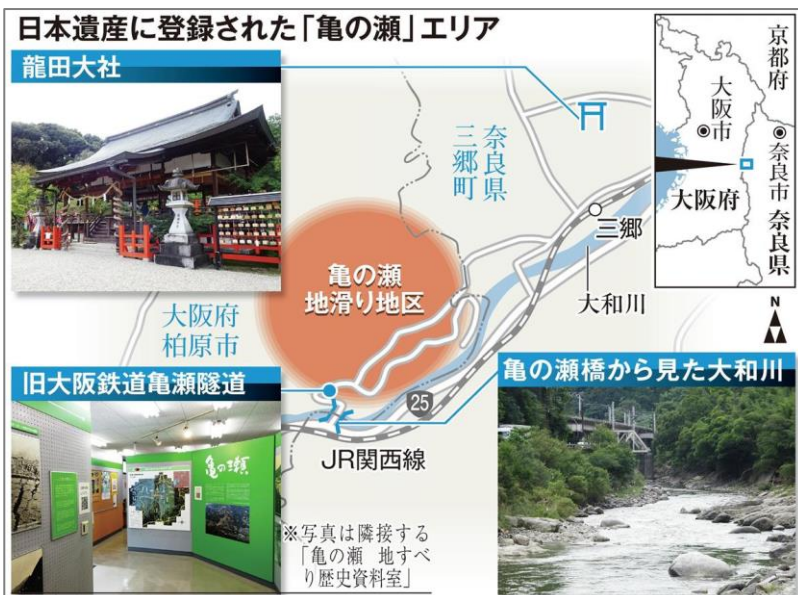 日本遺産に登録された「亀の瀬」エリア
龍田大社
奈良県
三郷町
亀の瀬
地滑り地区
大阪府
柏原市
三郷
大和川
京都府
大阪市
奈良市
大阪府
奈良県
N
旧大阪鉄道亀瀬隧道
亀の瀬
25
JR関西線
※写真は隣接する
「亀の瀬 地すべ
り歴史資料室」
亀の瀬橋から見た大和川